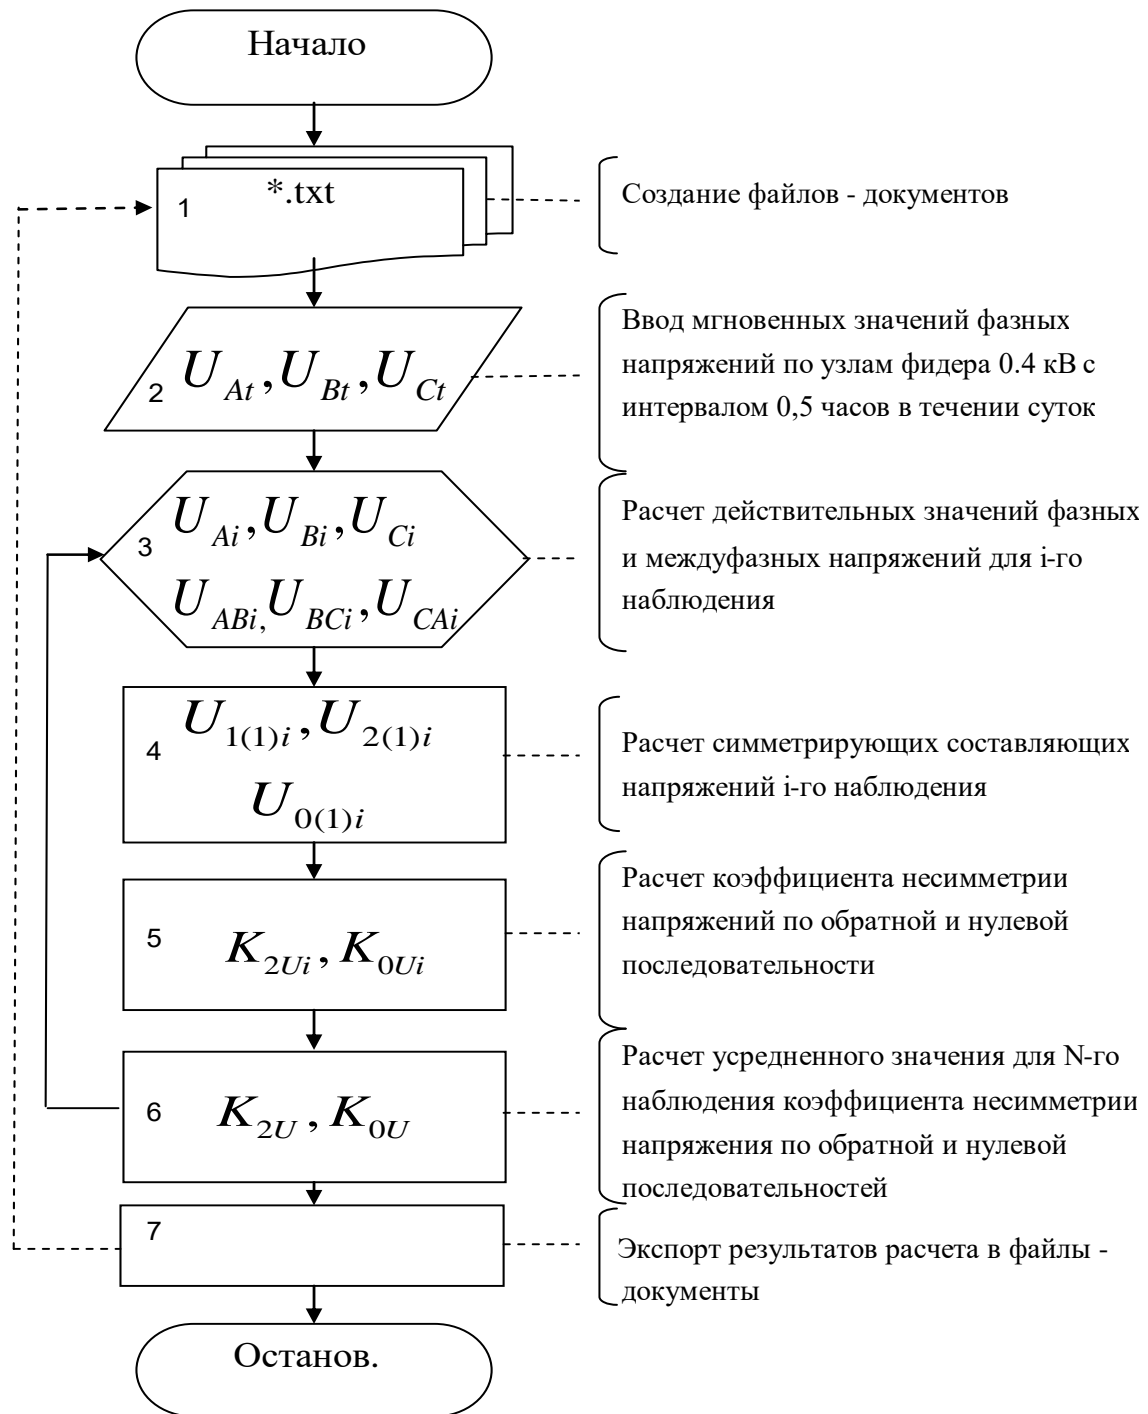 Начало
*.txt
1
Создание файлов - документов
Ввод мгновенных значений фазных
напряжений по узлам фидера 0.4 кВ с
интервалом 0,5 часов в течении суток
2 U_At, U_Bt, U_Ct
3 U_Ai, U_Bi, U_Ci
U_ABi, U_BCi, U_CAi
Расчет действительных значений фазных
и междуфазных напряжений для i-го
наблюдения
4 U_1(1)i, U_2(1)i
U_0(1)i
Расчет симметрирующих составляющих
напряжений i-го наблюдения
5 K_2Ui, K_0Ui
Расчет коэффициента несимметрии
напряжений по обратной и нулевой
последовательности
6 K_2U, K_0U
Расчет усредненного значения для N-го
наблюдения коэффициента несимметрии
напряжения по обратной и нулевой
последовательностей
7
Экспорт результатов расчета в файлы -
документы
Останов.